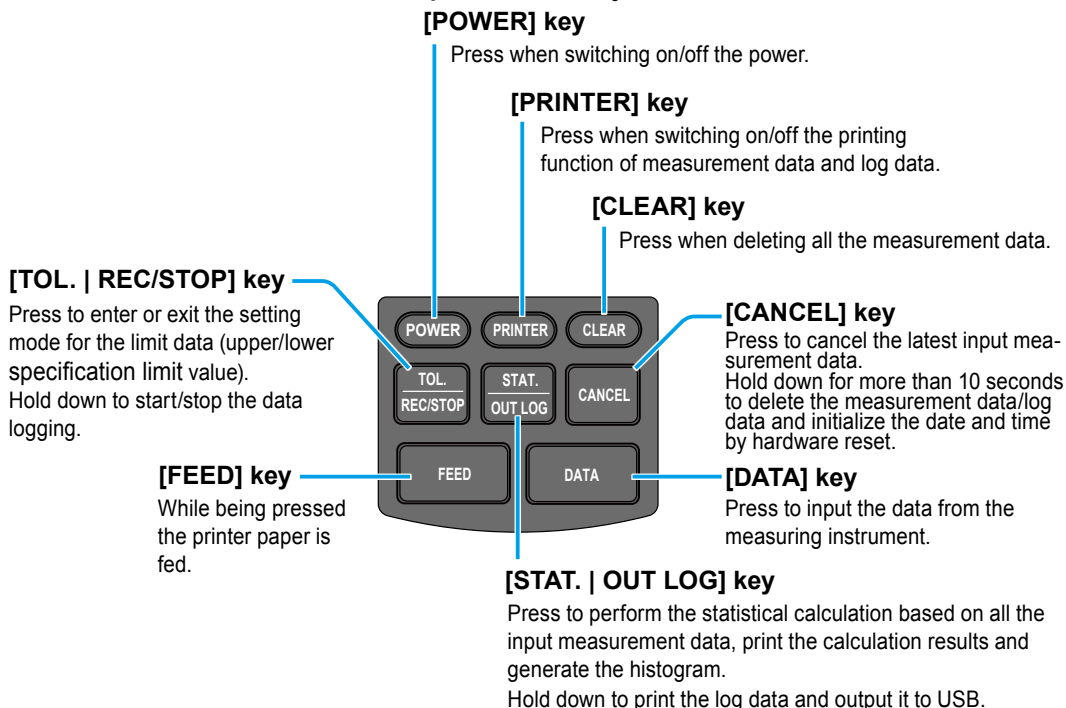 [POWER] key
Press when switching on/off the power.
[PRINTER] key
Press when switching on/off the printing
function of measurement data and log data.
[CLEAR] key
Press when deleting all the measurement data.
[TOL. | REC/STOP] key
Press to enter or exit the setting
mode for the limit data (upper/lower
specification limit value).
Hold down to start/stop the data
logging.
[CANCEL] key
Press to cancel the latest input mea-
surement data.
Hold down for more than 10 seconds
to delete the measurement data/log
data and initialize the date and time
by hardware reset.
POWER
PRINTER
CLEAR
TOL.
REC/STOP
STAT.
OUT LOG
CANCEL
FEED
DATA
[FEED] key
While being pressed
the printer paper is
fed.
[DATA] key
Press to input the data from the
measuring instrument.
[STAT. | OUT LOG] key
Press to perform the statistical calculation based on all the
input measurement data, print the calculation results and
generate the histogram.
Hold down to print the log data and output it to USB.